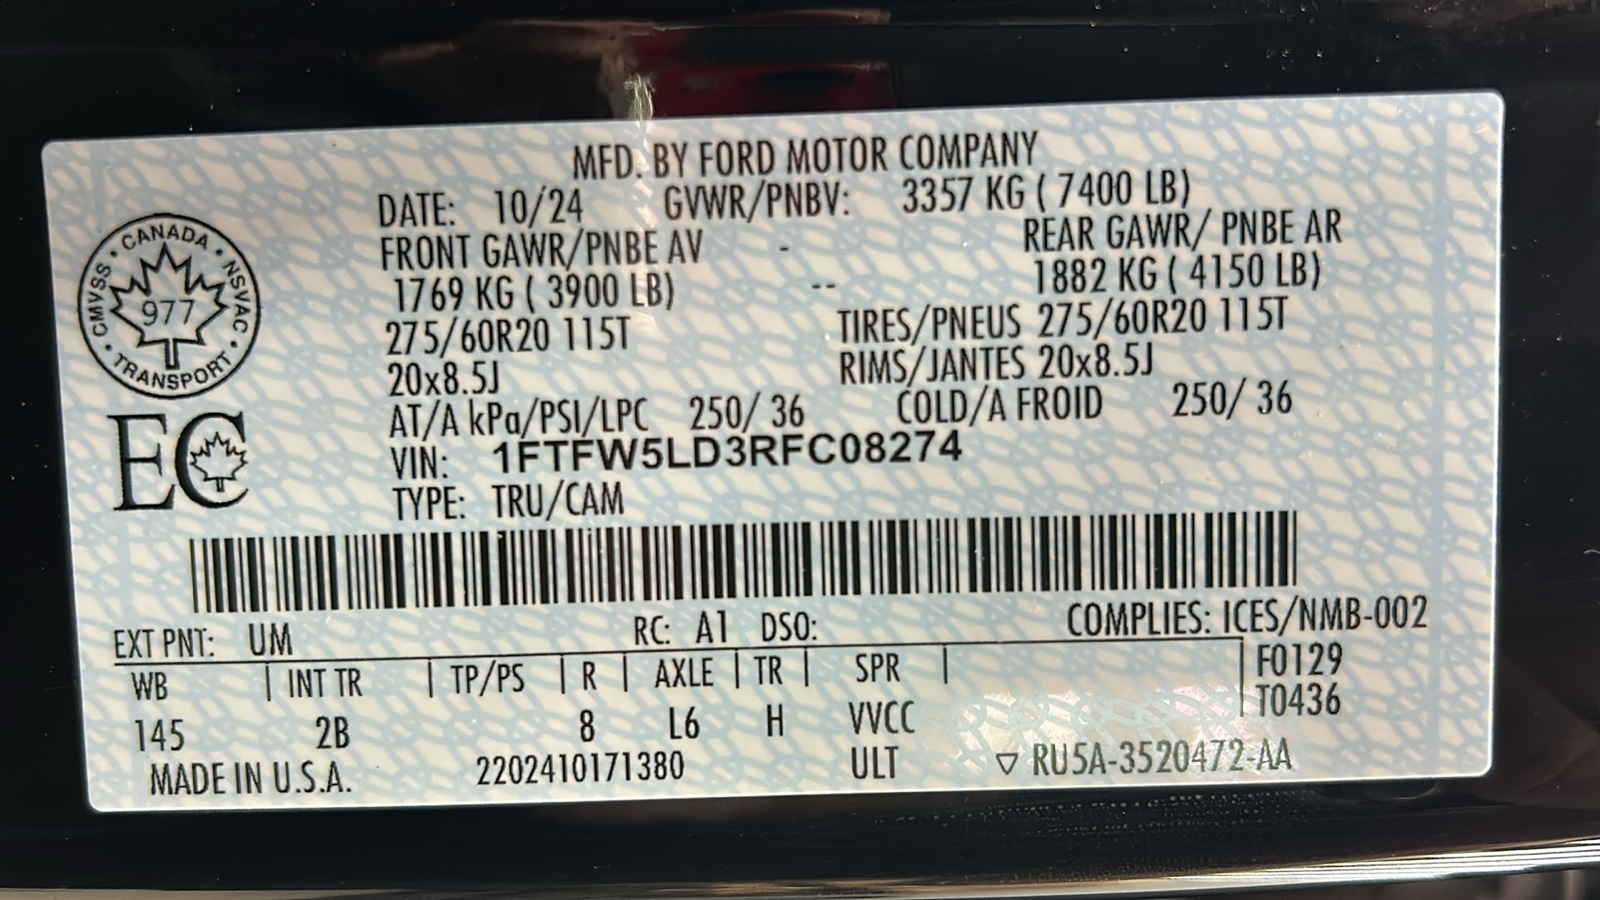 MFD. BY FORD MOTOR COMPANY
DATE: 10/24 GVWR/PNBV: 3357 KG ( 7400 LB)
FRONT GAWR/PNBE AV - REAR GAWR/ PNBE AR
1769 KG ( 3900 LB) -- 1882 KG ( 4150 LB)
275/60R20 115T TIRES/PNEUS 275/60R20 115T
20x8.5J RIMS/JANTES 20x8.5J
AT/A kPa/PSI/LPC 250/ 36 COLD/A FROID 250/ 36
VIN: 1FTFW5LD3RFC08274
TYPE: TRU/CAM
CANADA • NSVAC • TRANSPORT • CMVSS •
977
EC
EXT PNT: UM RC: A1 DSO: COMPLIES: ICES/NMB-002
WB | INT TR | TP/PS | R | AXLE | TR | SPR | F0129
T0436
145 2B 8 L6 H VVCC
MADE IN U.S.A. 2202410171380 ULT ▽ RU5A-3520472-AA